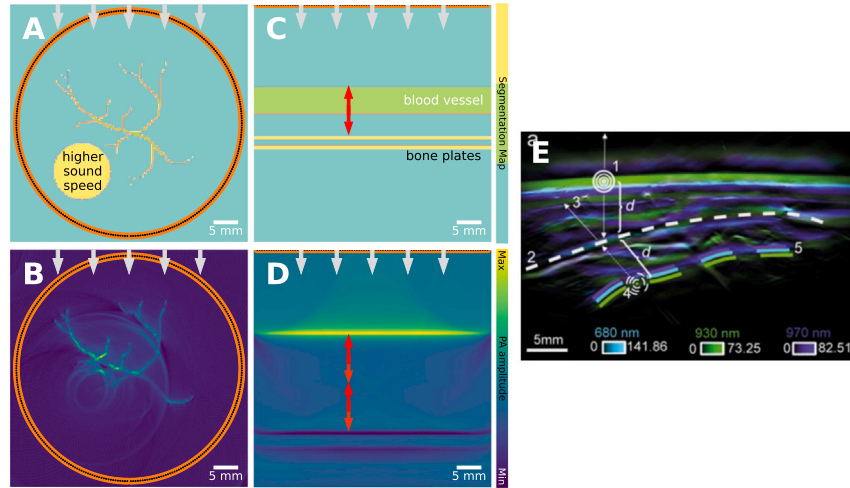 A
higher
sound
speed
5 mm
C
blood vessel
bone plates
5 mm
Segmentation Map
B
5 mm
D
5 mm
Max
PA amplitude
Min
a
E
1
d
3
2
d
4
5
5mm
680 nm
0 141.86
930 nm
0 73.25
970 nm
0 82.51